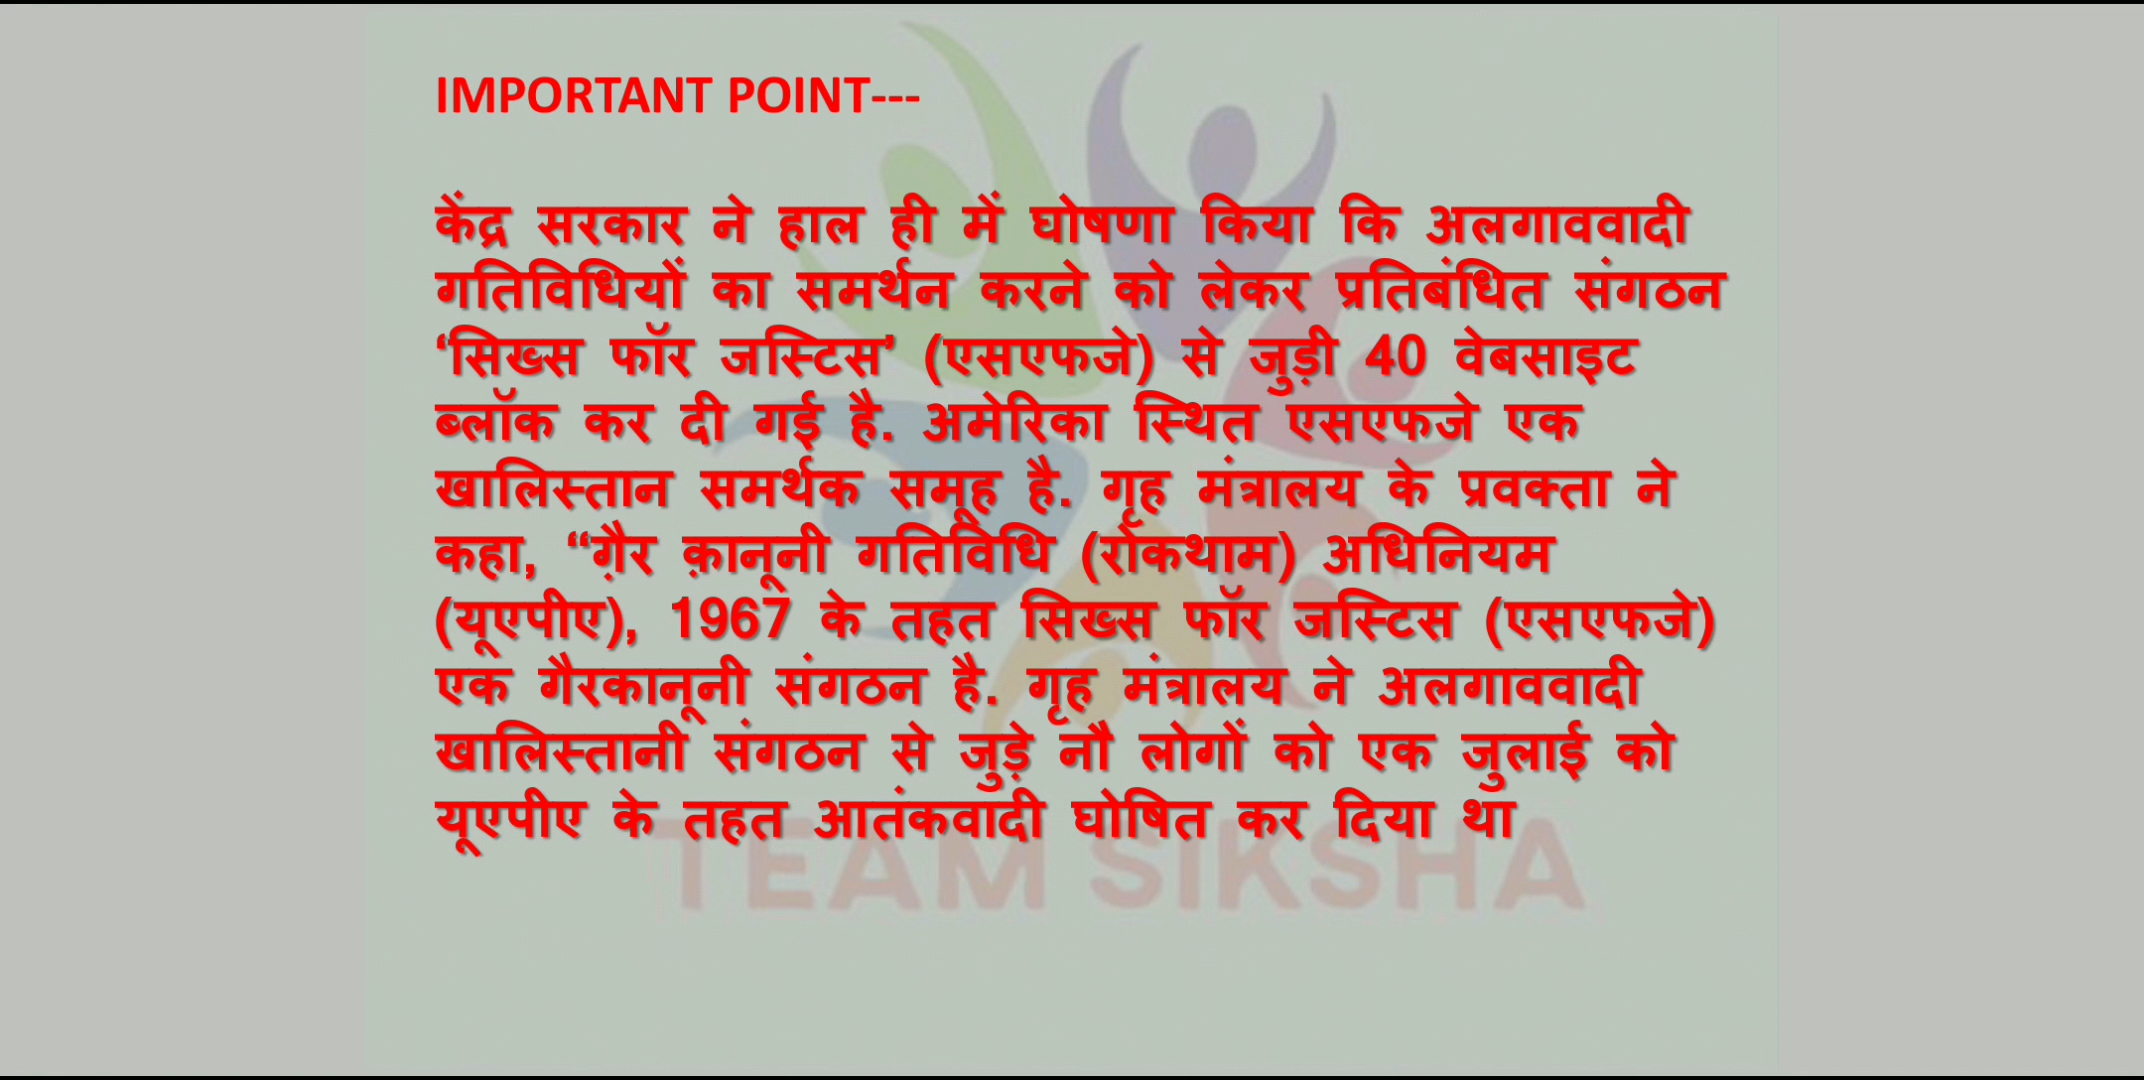 IMPORTANT POINT---
केंद्र सरकार ने हाल ही में घोषणा किया कि अलगाववादी
गतिविधियों का समर्थन करने को लेकर प्रतिबंधित संगठन
‘सिख्स फॉर जस्टिस’ (एसएफजे) से जुड़ी 40 वेबसाइट
ब्लॉक कर दी गई है. अमेरिका स्थित एसएफजे एक
खालिस्तान समर्थक समूह है. गृह मंत्रालय के प्रवक्ता ने
कहा, “ग़ैर क़ानूनी गतिविधि (रोकथाम) अधिनियम
(यूएपीए), 1967 के तहत सिख्स फॉर जस्टिस (एसएफजे)
एक गैरकानूनी संगठन है. गृह मंत्रालय ने अलगाववादी
खालिस्तानी संगठन से जुड़े नौ लोगों को एक जुलाई को
यूएपीए के तहत आतंकवादी घोषित कर दिया था
TEAM SIKSHA